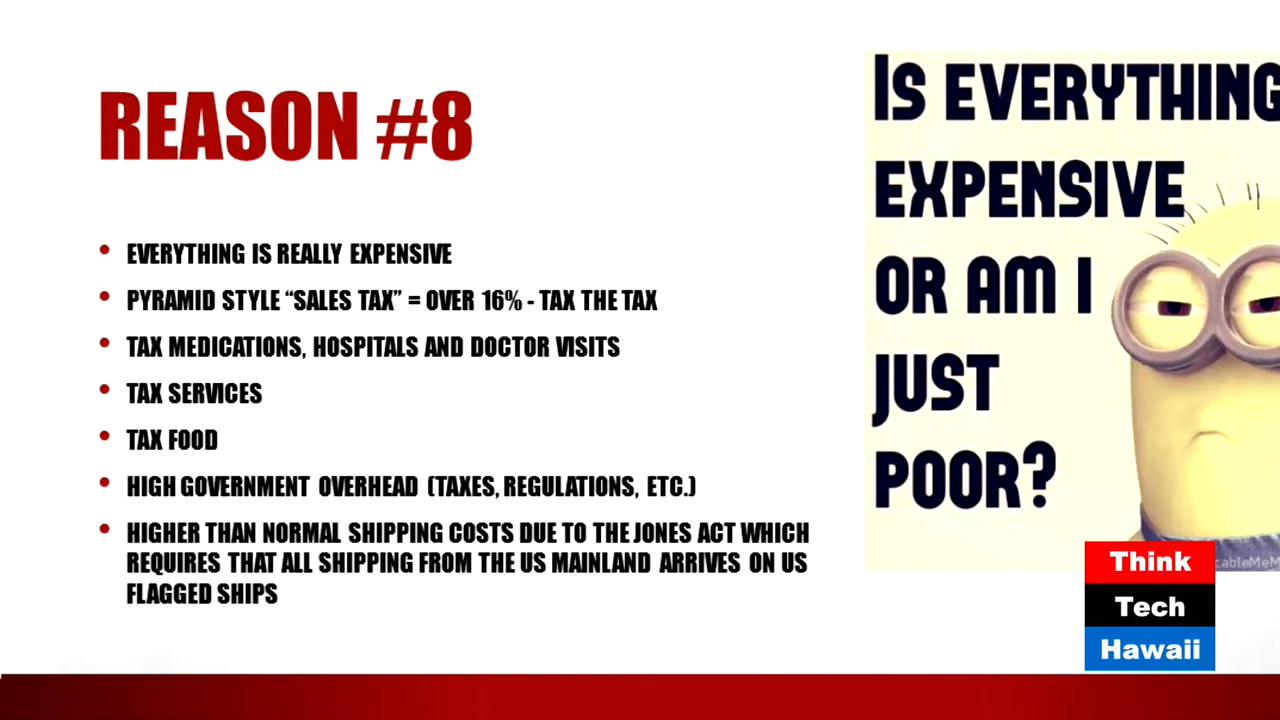 REASON #8
• EVERYTHING IS REALLY EXPENSIVE
• PYRAMID STYLE “SALES TAX” = OVER 16% - TAX THE TAX
• TAX MEDICATIONS, HOSPITALS AND DOCTOR VISITS
• TAX SERVICES
• TAX FOOD
• HIGH GOVERNMENT OVERHEAD (TAXES, REGULATIONS, ETC.)
• HIGHER THAN NORMAL SHIPPING COSTS DUE TO THE JONES ACT WHICH
REQUIRES THAT ALL SHIPPING FROM THE US MAINLAND ARRIVES ON US
FLAGGED SHIPS
IS EVERYTHING
EXPENSIVE
OR AM I
JUST
POOR?
Think
Tech
Hawaii